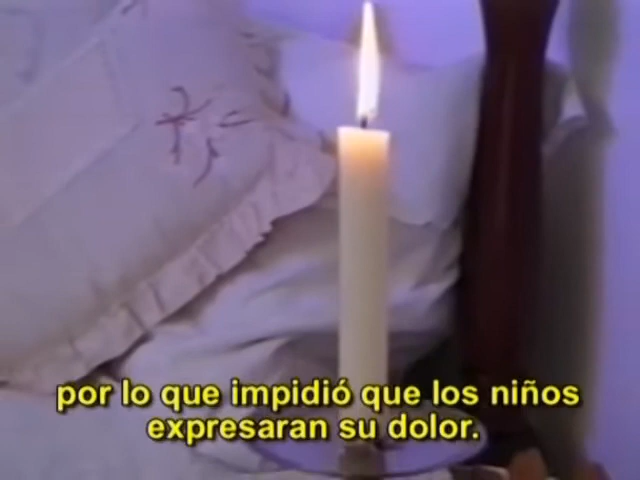 por lo que impidió que los niños
expresaran su dolor.